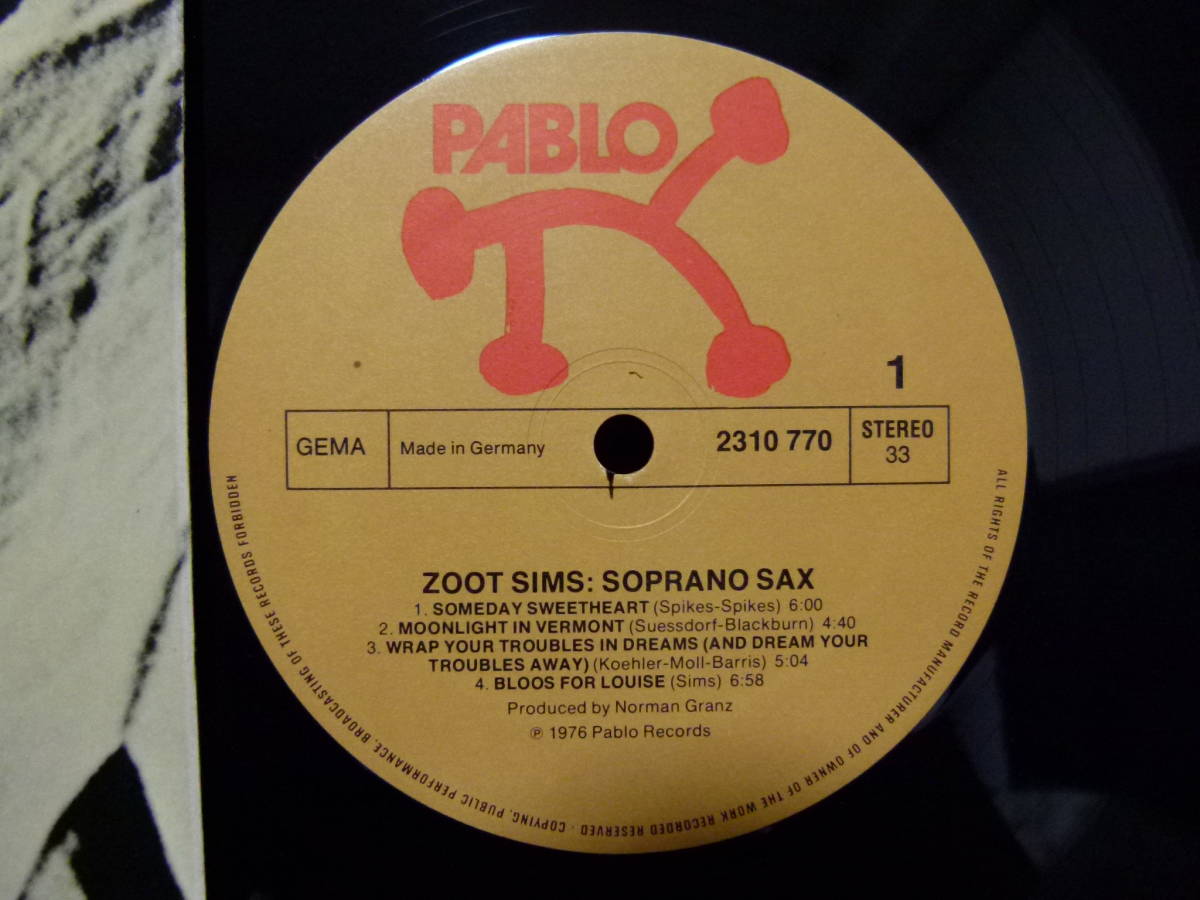 PABLO
1
GEMA
Made in Germany
2310 770
STEREO
33
ZOOT SIMS: SOPRANO SAX
1. SOMEDAY SWEETHEART (Spikes-Spikes) 6:00
2. MOONLIGHT IN VERMONT (Suessdorf-Blackburn) 4:40
3. WRAP YOUR TROUBLES IN DREAMS (AND DREAM YOUR
TROUBLES AWAY) (Koehler-Moll-Barris) 5:04
4. BLOOS FOR LOUISE (Sims) 6:58
Produced by Norman Granz
℗ 1976 Pablo Records
ALL RIGHTS OF THE RECORD MANUFACTURER AND OF OWNER OF THE WORK RECORDED RESERVED · COPYING, PUBLIC PERFORMANCE, BROADCASTING OF THESE RECORDS FORBIDDEN